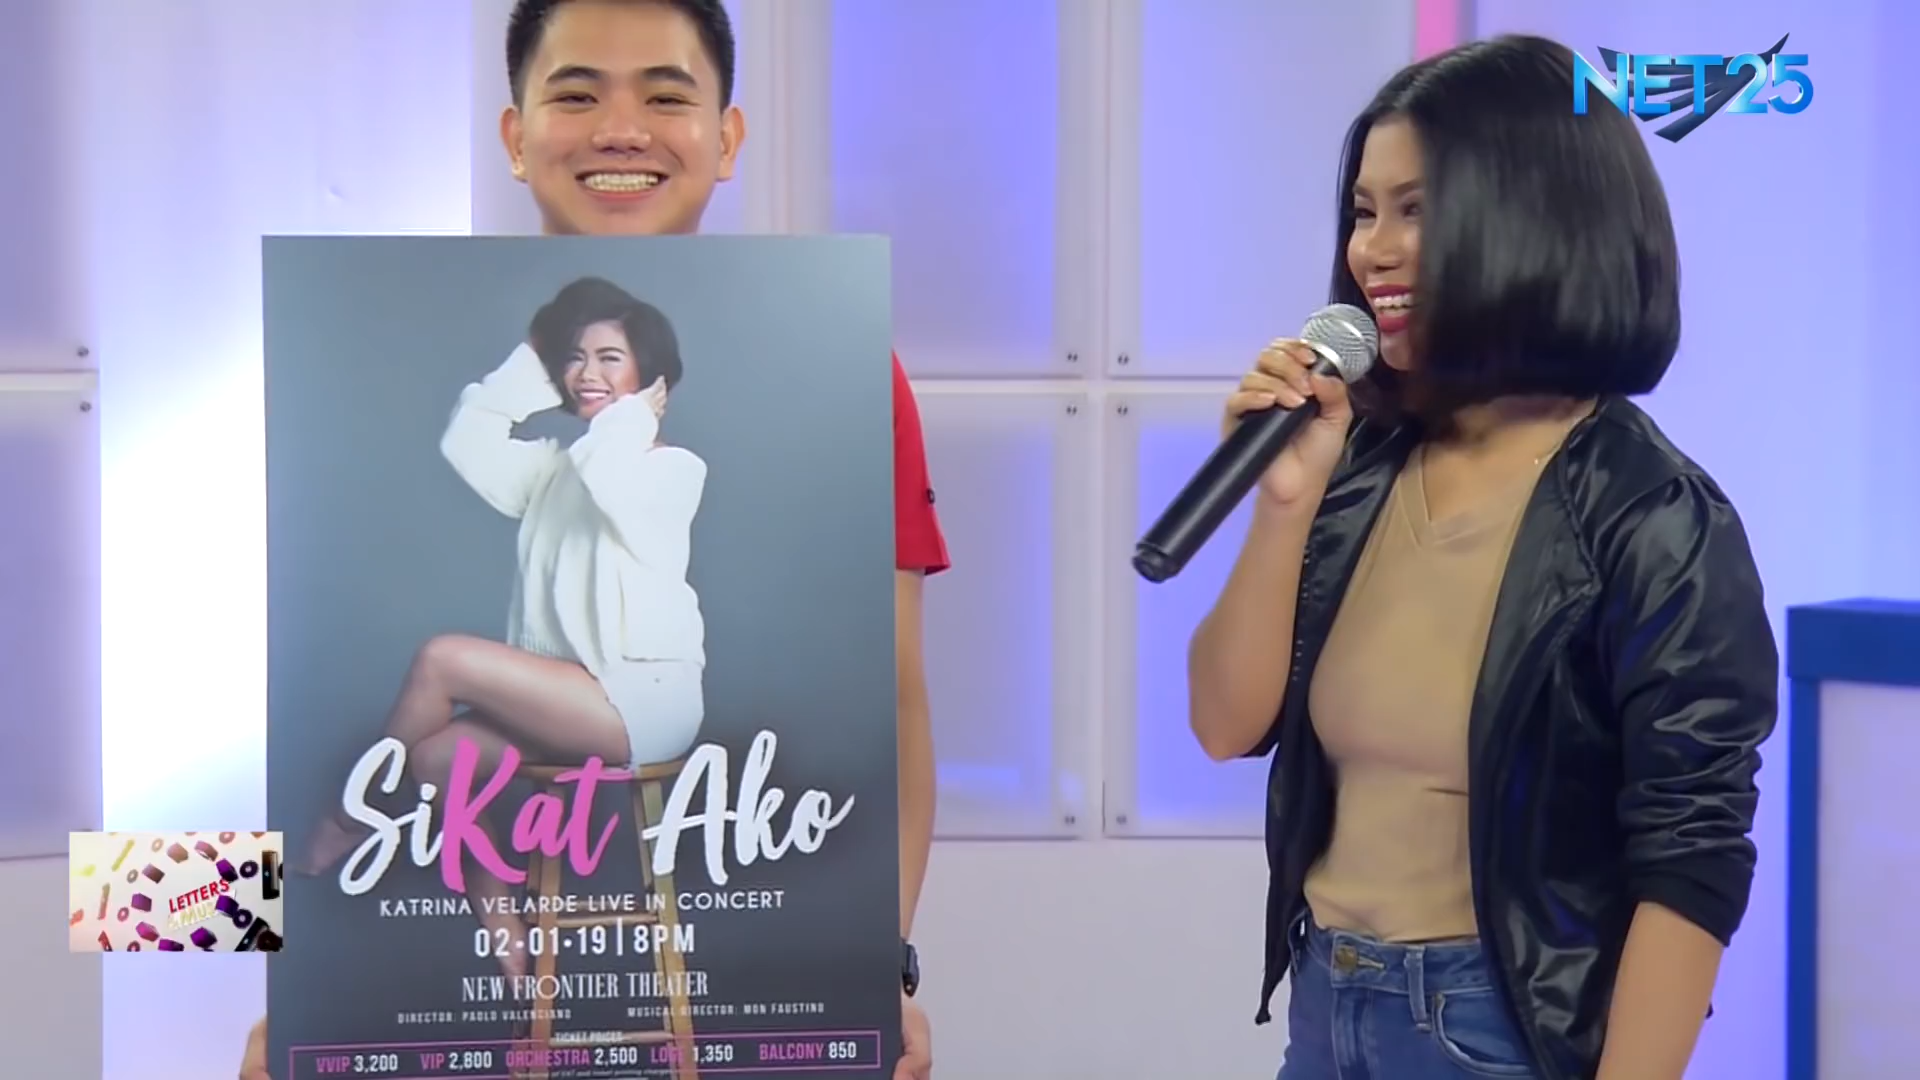 NET25
SiKat Ako
KATRINA VELARDE LIVE IN CONCERT
02•01•19 | 8PM
NEW FRONTIER THEATER
DIRECTOR: PAOLO VALENCIANO MUSICAL DIRECTOR: MON FAUSTINO
TICKET PRICES
VVIP 3,200 VIP 2,800 ORCHESTRA 2,500 LOGE 1,350 BALCONY 850
LETTERS